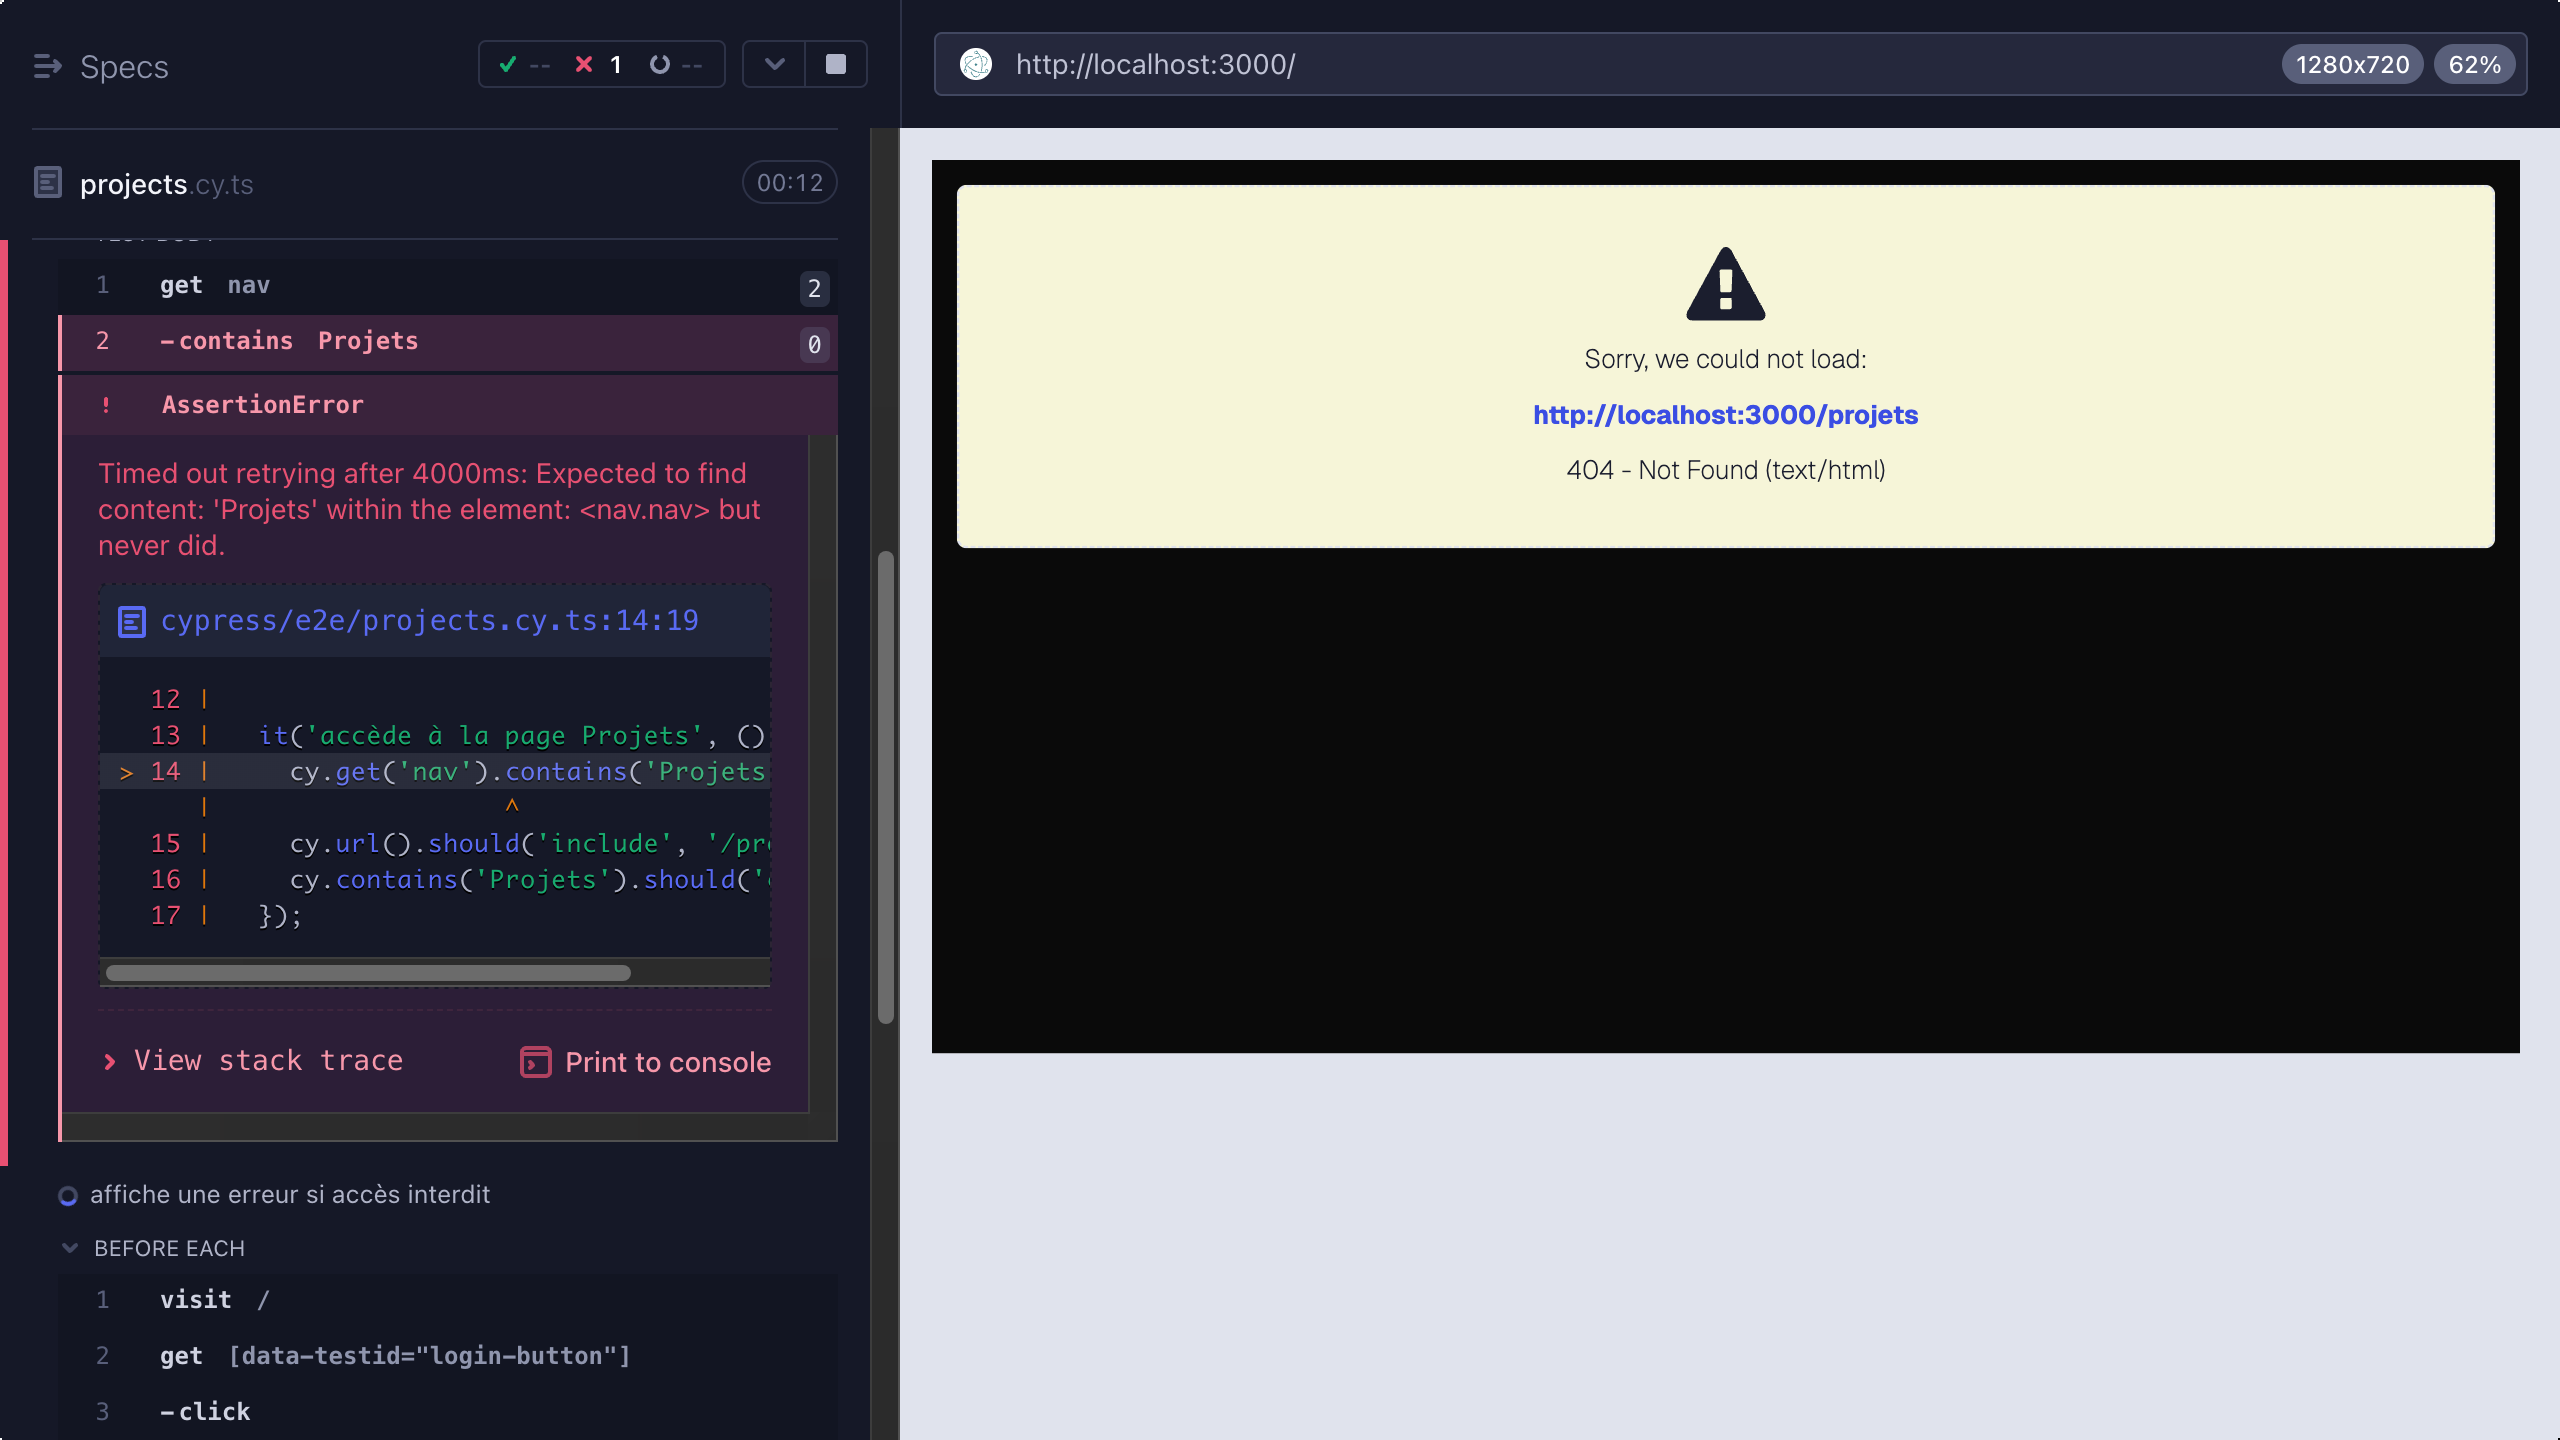 Specs
-- 1 --
http://localhost:3000/
1280x720
62%
projects.cy.ts
00:12
1 get nav 2
2 -contains Projets 0
! AssertionError
Timed out retrying after 4000ms: Expected to find
content: 'Projets' within the element: <nav.nav> but
never did.
cypress/e2e/projects.cy.ts:14:19
12 |
13 | it('accède à la page Projets', ()
> 14 | cy.get('nav').contains('Projets
| ^
15 | cy.url().should('include', '/pr
16 | cy.contains('Projets').should('
17 | });
View stack trace
Print to console
affiche une erreur si accès interdit
BEFORE EACH
1 visit /
2 get [data-testid="login-button"]
3 -click
Sorry, we could not load:
http://localhost:3000/projets
404 - Not Found (text/html)